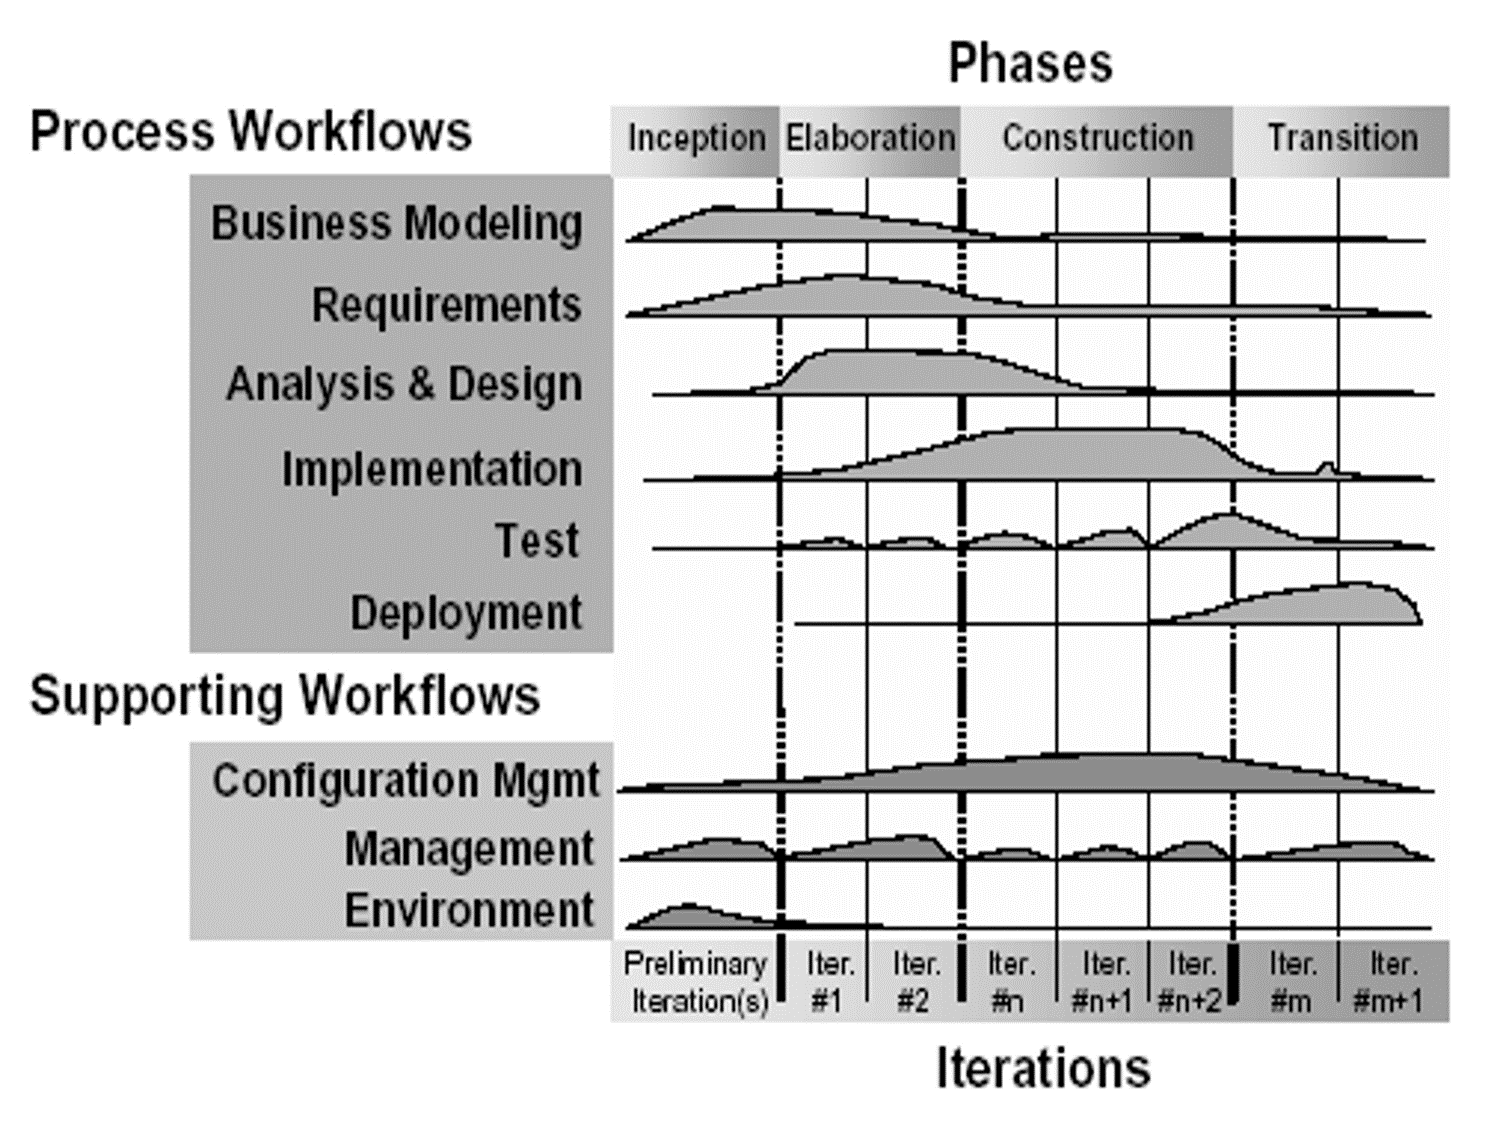 Phases
Process Workflows
Inception Elaboration Construction Transition
Business Modeling
Requirements
Analysis & Design
Implementation
Test
Deployment
Supporting Workflows
Configuration Mgmt
Management
Environment
Preliminary Iteration(s)
Iter. #1
Iter. #2
Iter. #n
Iter. #n+1
Iter. #n+2
Iter. #m
Iter. #m+1
Iterations